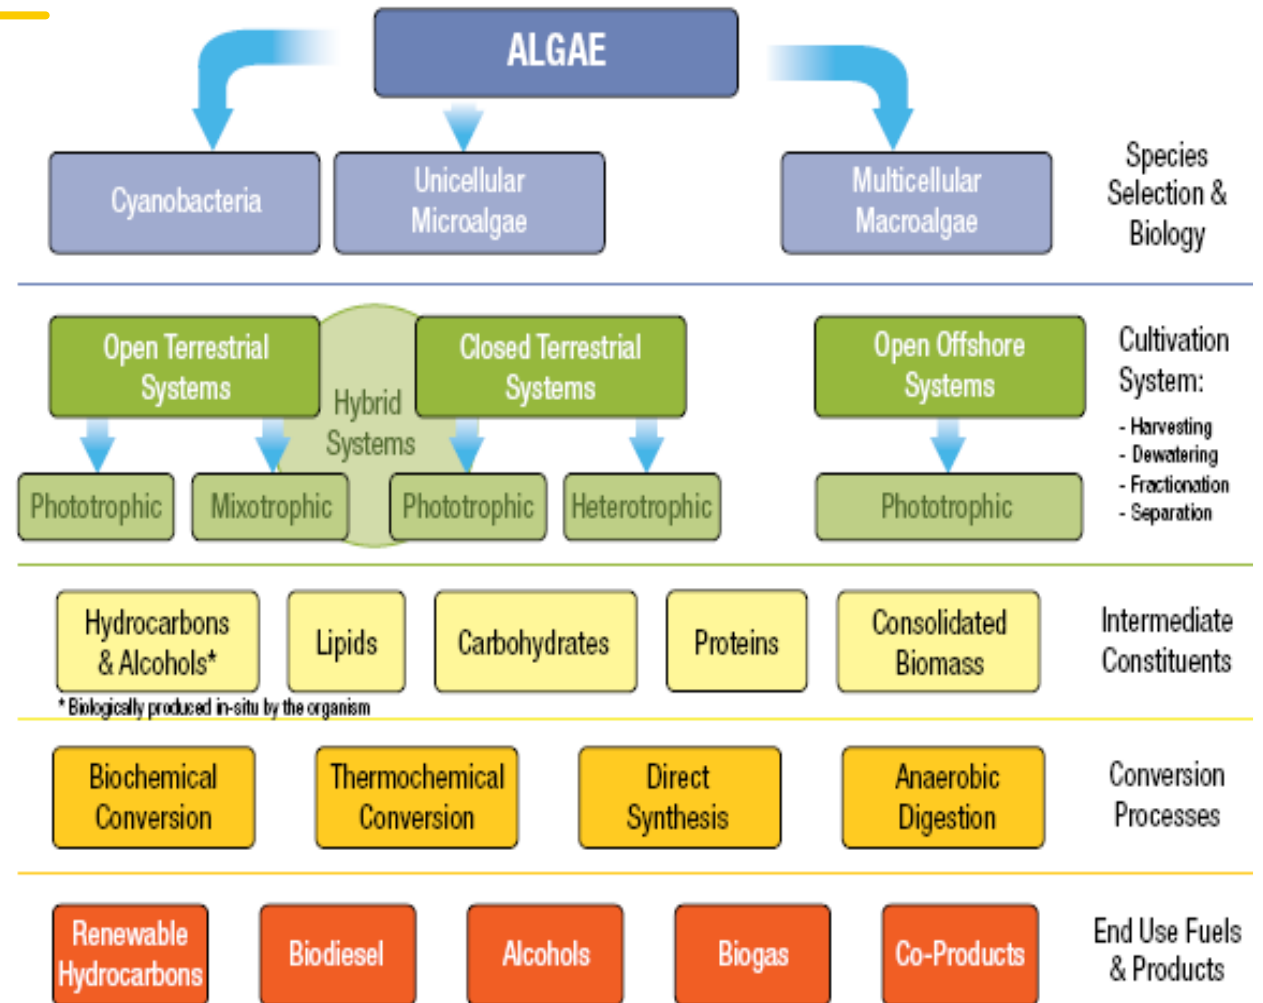 ALGAE
Cyanobacteria
Unicellular
Microalgae
Multicellular
Macroalgae
Species
Selection &
Biology
Open Terrestrial
Systems
Hybrid
Systems
Closed Terrestrial
Systems
Open Offshore
Systems
Cultivation
System:
- Harvesting
- Dewatering
- Fractionation
- Separation
Phototrophic
Mixotrophic
Phototrophic
Heterotrophic
Phototrophic
Hydrocarbons
& Alcohols*
Lipids
Carbohydrates
Proteins
Consolidated
Biomass
Intermediate
Constituents
* Biologically produced in-situ by the organism
Biochemical
Conversion
Thermochemical
Conversion
Direct
Synthesis
Anaerobic
Digestion
Conversion
Processes
Renewable
Hydrocarbons
Biodiesel
Alcohols
Biogas
Co-Products
End Use Fuels
& Products